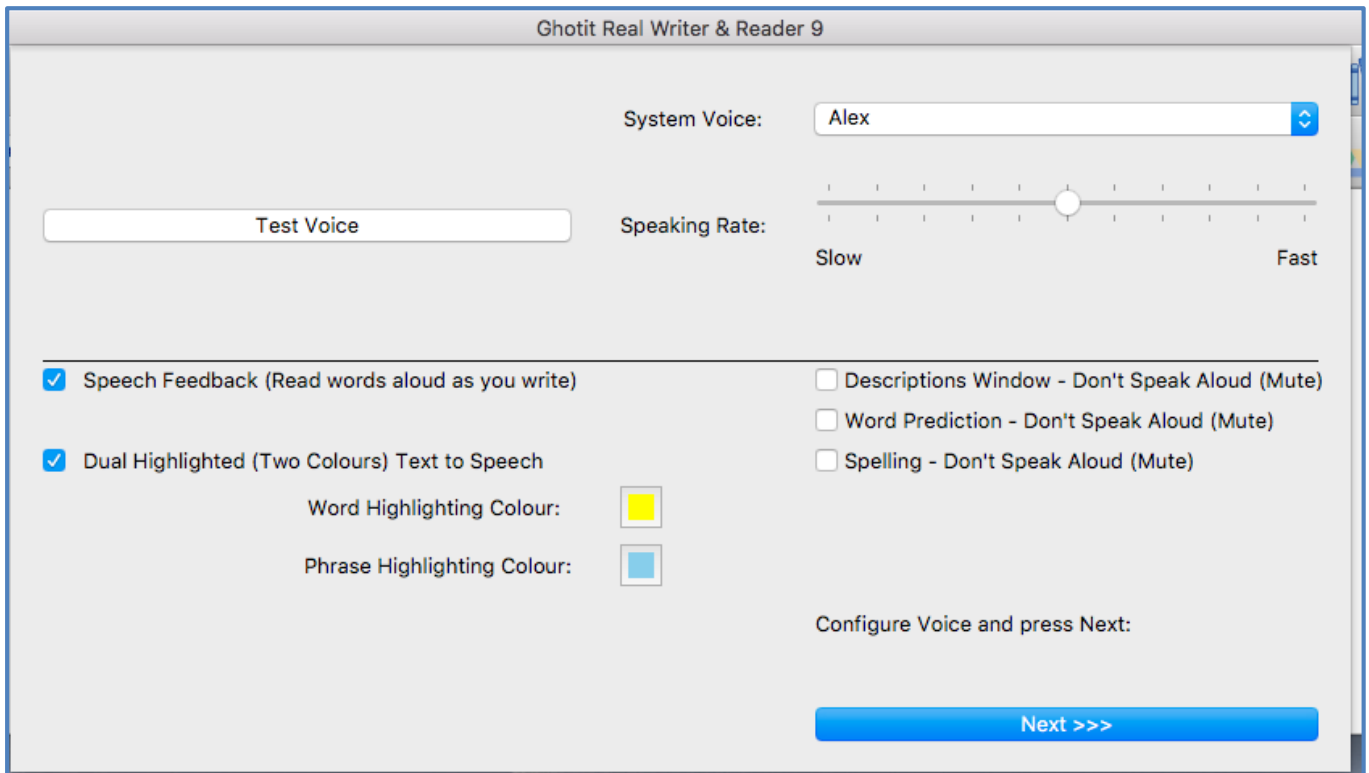 Ghotit Real Writer & Reader 9
System Voice:
Alex
Test Voice
Speaking Rate:
Slow
Fast
Speech Feedback (Read words aloud as you write)
Descriptions Window - Don't Speak Aloud (Mute)
Word Prediction - Don't Speak Aloud (Mute)
Dual Highlighted (Two Colours) Text to Speech
Spelling - Don't Speak Aloud (Mute)
Word Highlighting Colour:
Phrase Highlighting Colour:
Configure Voice and press Next:
Next >>>